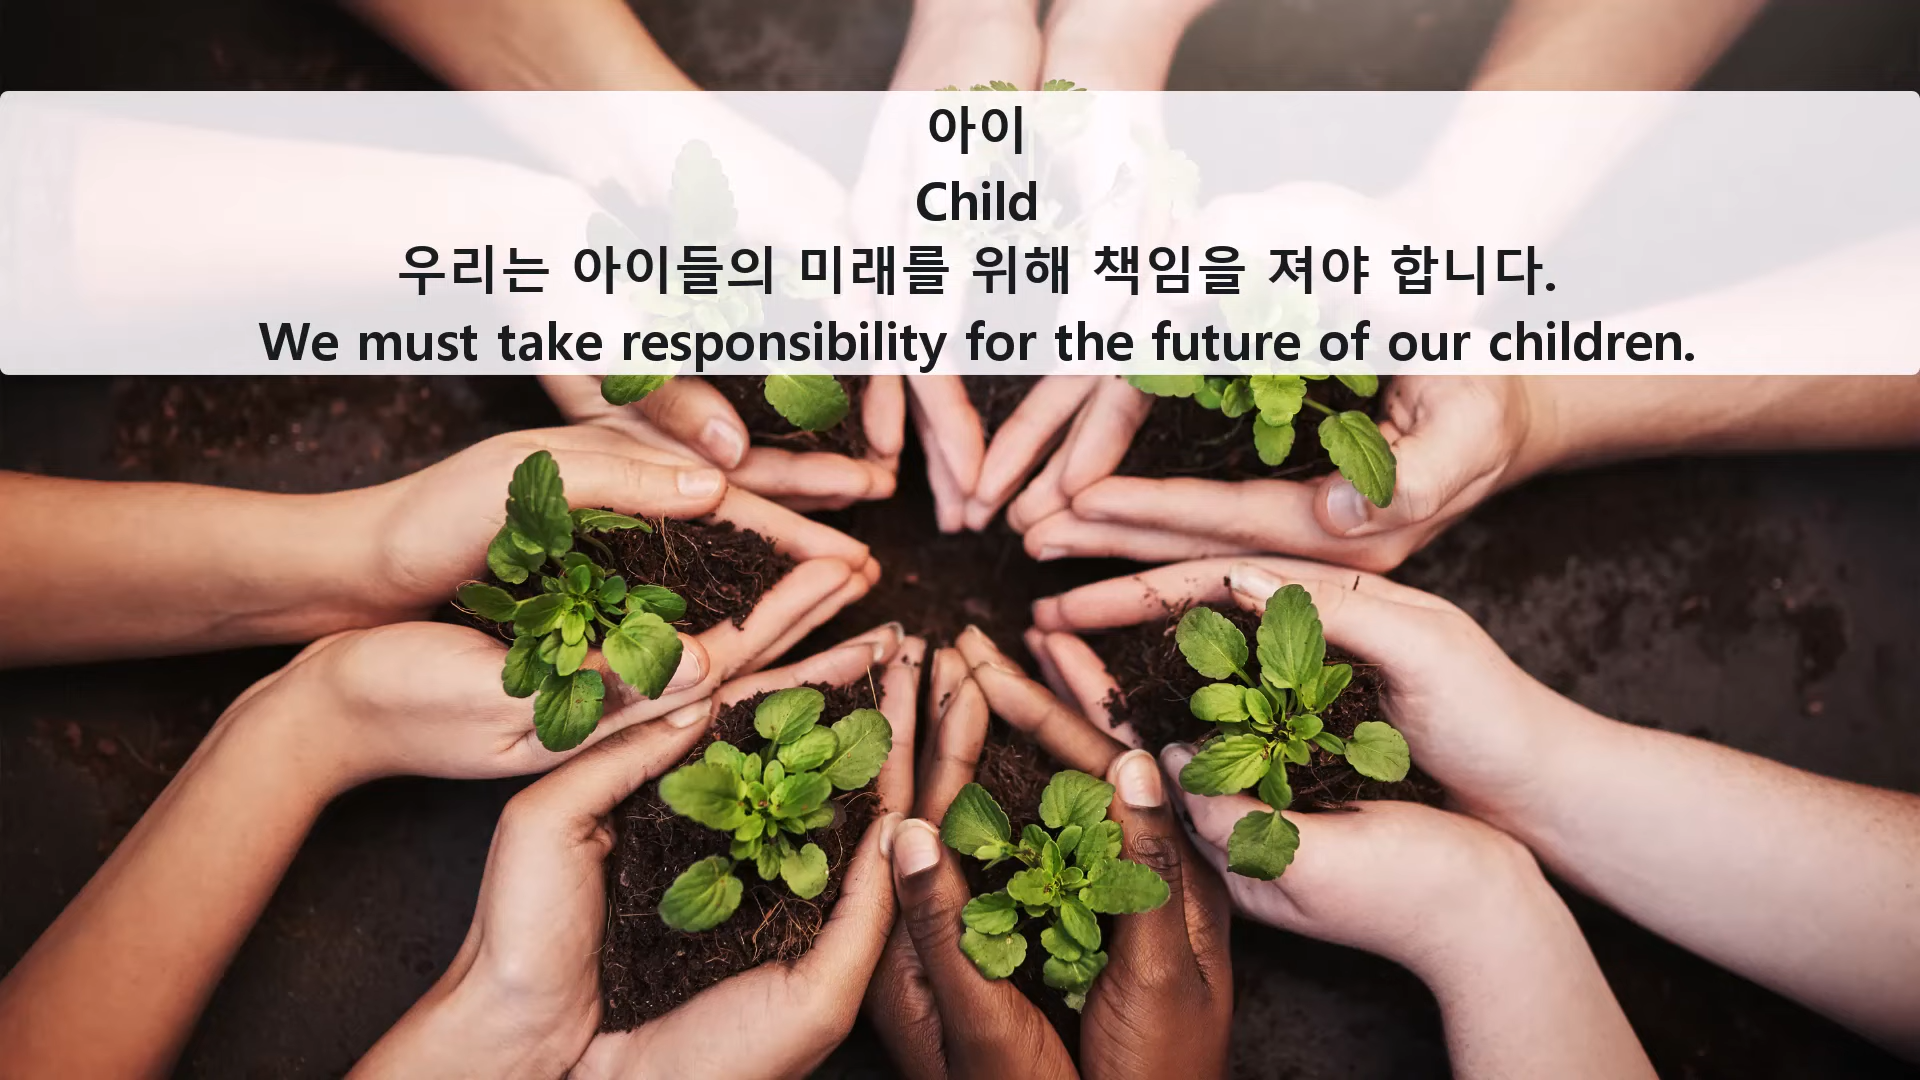 아이
Child
우리는 아이들의 미래를 위해 책임을 져야 합니다.
We must take responsibility for the future of our children.